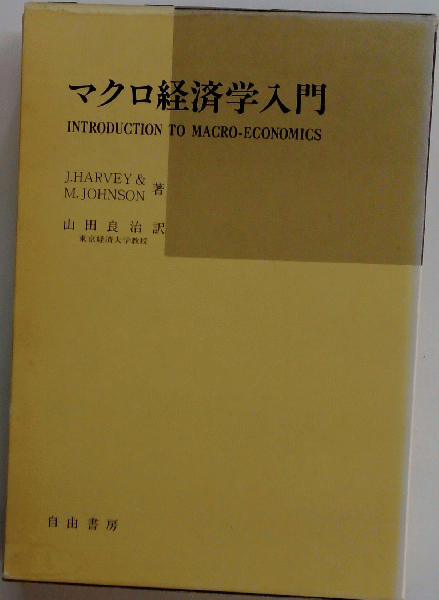 マクロ経済学入門
INTRODUCTION TO MACRO-ECONOMICS
J.HARVEY &
M.JOHNSON 著
山田良治訳
東京経済大学教授
自由書房